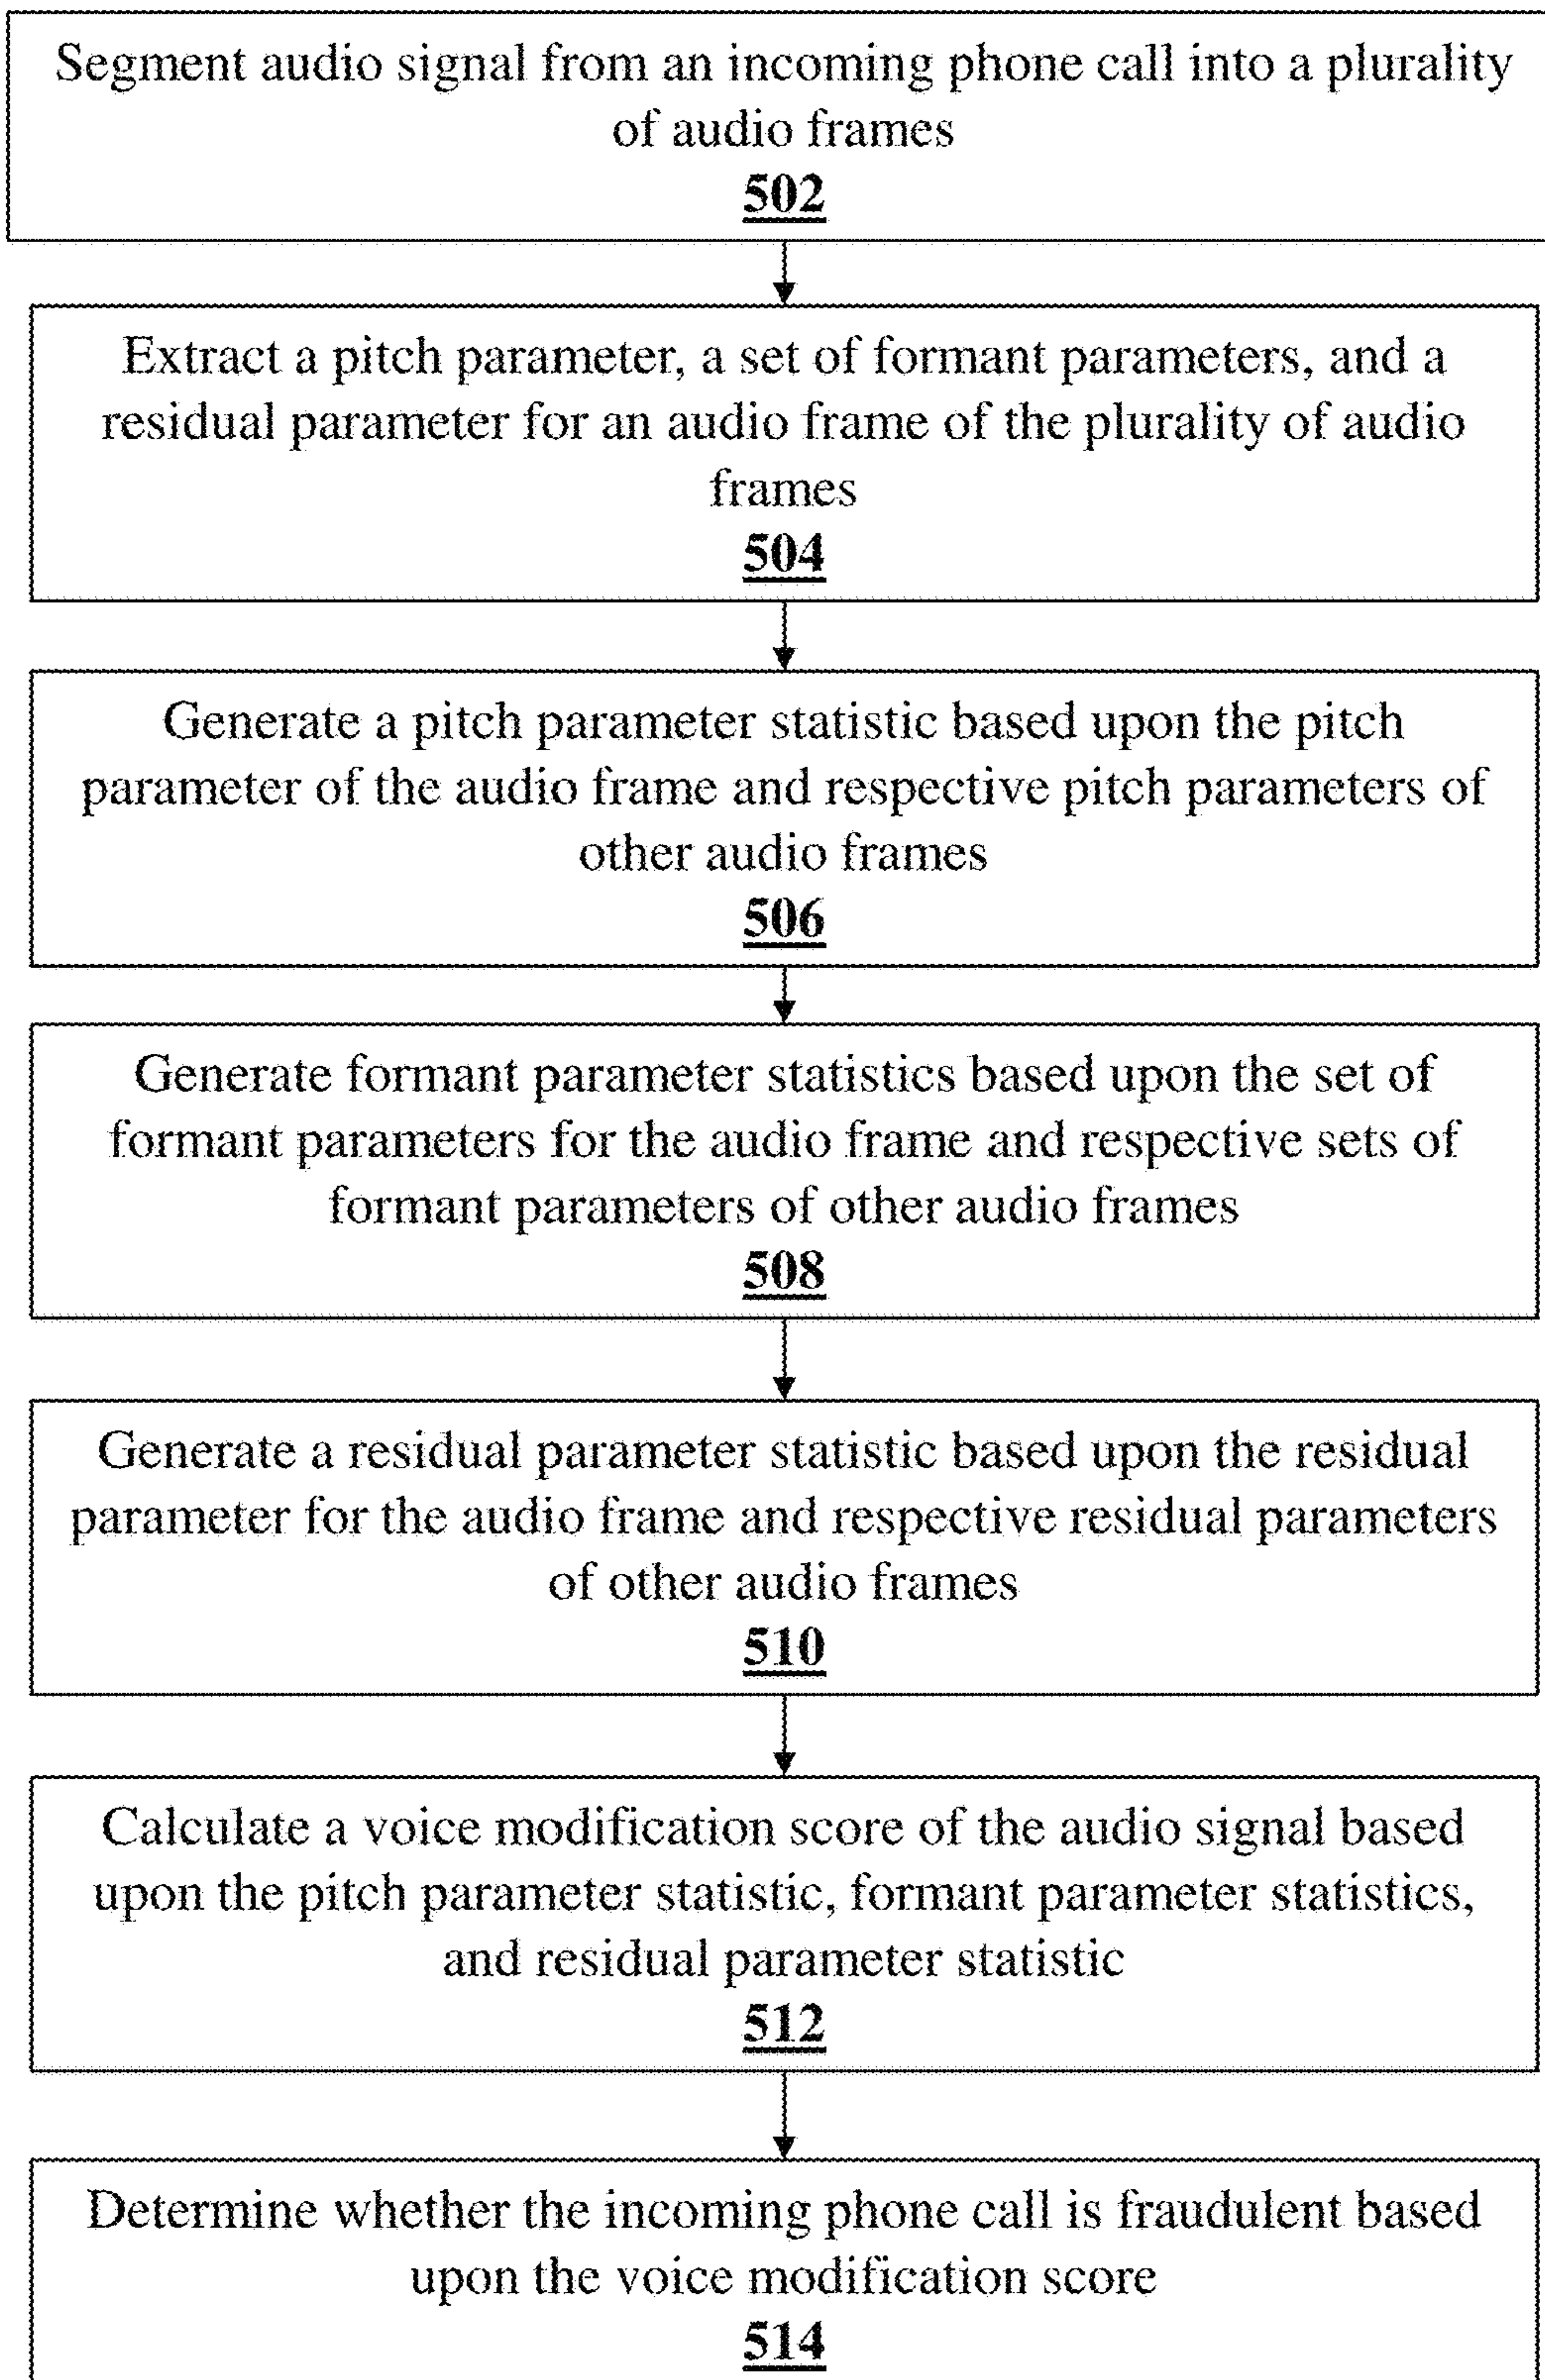 Segment audio signal from an incoming phone call into a plurality
of audio frames
502
Extract a pitch parameter, a set of formant parameters, and a
residual parameter for an audio frame of the plurality of audio
frames
504
Generate a pitch parameter statistic based upon the pitch
parameter of the audio frame and respective pitch parameters of
other audio frames
506
Generate formant parameter statistics based upon the set of
formant parameters for the audio frame and respective sets of
formant parameters of other audio frames
508
Generate a residual parameter statistic based upon the residual
parameter for the audio frame and respective residual parameters
of other audio frames
510
Calculate a voice modification score of the audio signal based
upon the pitch parameter statistic, formant parameter statistics,
and residual parameter statistic
512
Determine whether the incoming phone call is fraudulent based
upon the voice modification score
514